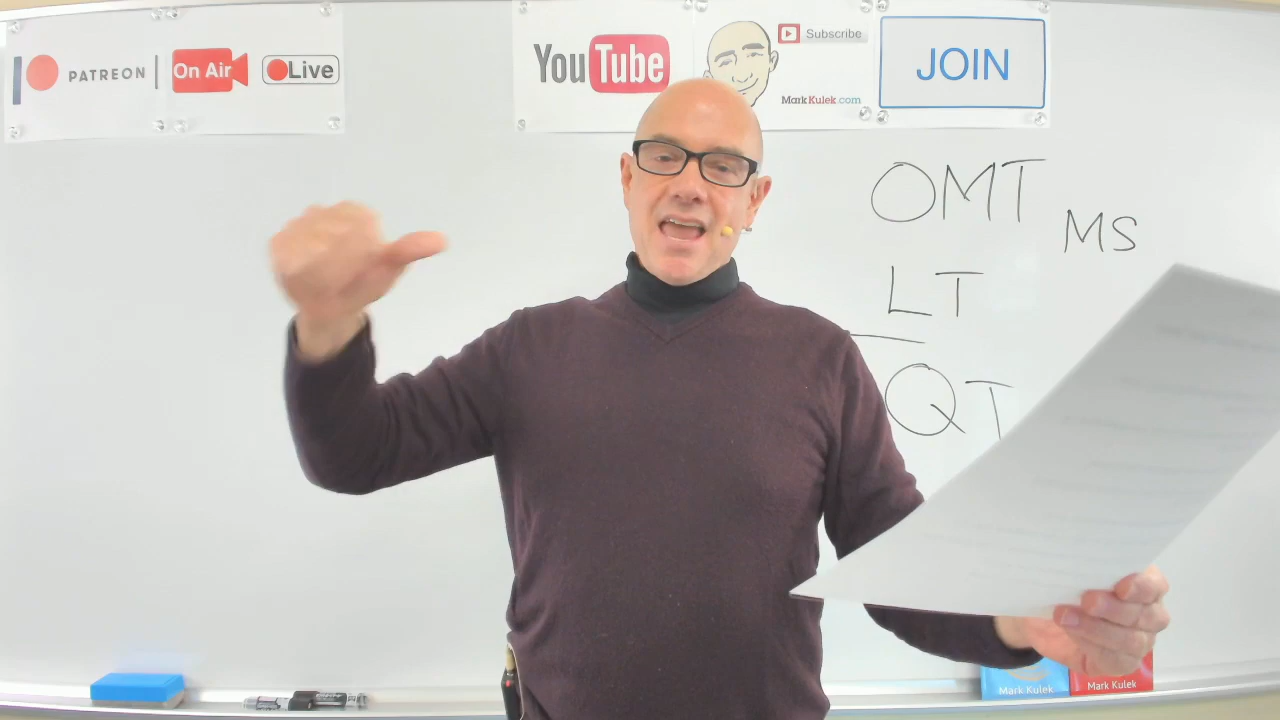 PATREON
On Air
Live
YouTube
Subscribe
MarkKulek.com
JOIN
OMT
MS
LT
QT
Mark Kulek
Mark Kulek